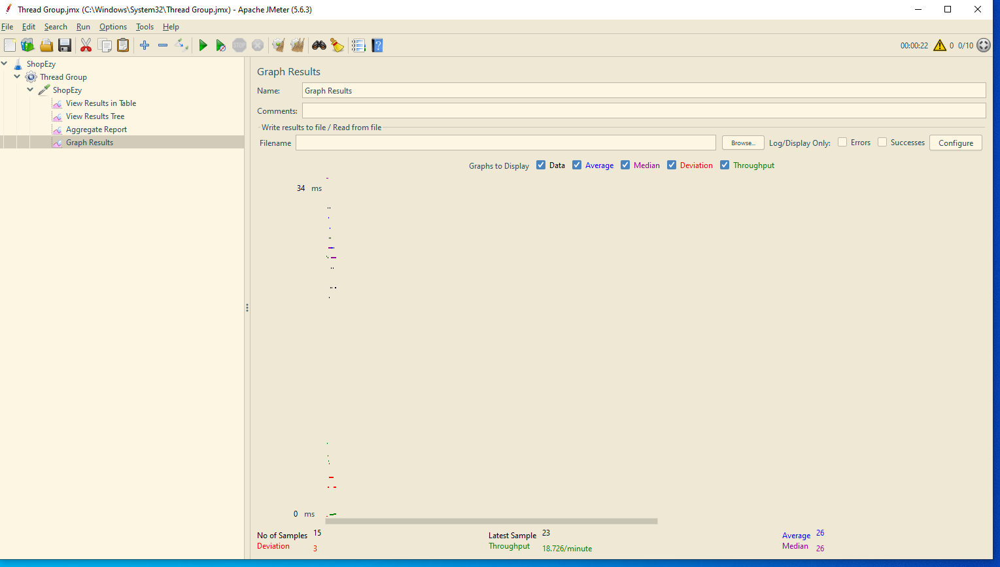 Thread Group.jmx (C:\Windows\System32\Thread Group.jmx) - Apache JMeter (5.6.3)
File Edit Search Run Options Tools Help
STOP
00:00:22 0 0/10
ShopEzy
Thread Group
ShopEzy
View Results in Table
View Results Tree
Aggregate Report
Graph Results
Graph Results
Name: Graph Results
Comments:
Write results to file / Read from file
Filename Browse... Log/Display Only: Errors Successes Configure
Graphs to Display Data Average Median Deviation Throughput
34 ms
0 ms
No of Samples 15 Latest Sample 23 Average 26
Deviation 3 Throughput 18.726/minute Median 26